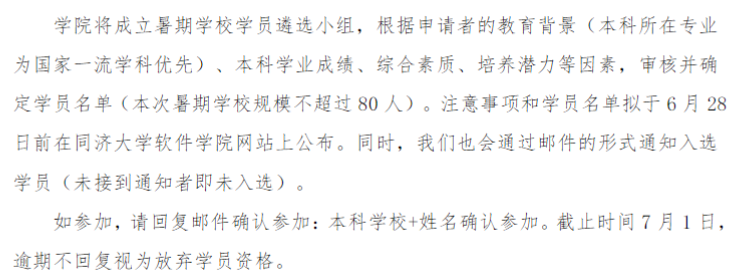 学院将成立暑期学校学员遴选小组，根据申请者的教育背景（本科所在专业
为国家一流学科优先）、本科学业成绩、综合素质、培养潜力等因素，审核并确
定学员名单（本次暑期学校规模不超过 80 人）。注意事项和学员名单拟于 6 月 28
日前在同济大学软件学院网站上公布。同时，我们也会通过邮件的形式通知入选
学员（未接到通知者即未入选）。
如参加，请回复邮件确认参加：本科学校+姓名确认参加。截止时间 7 月 1 日，
逾期不回复视为放弃学员资格。